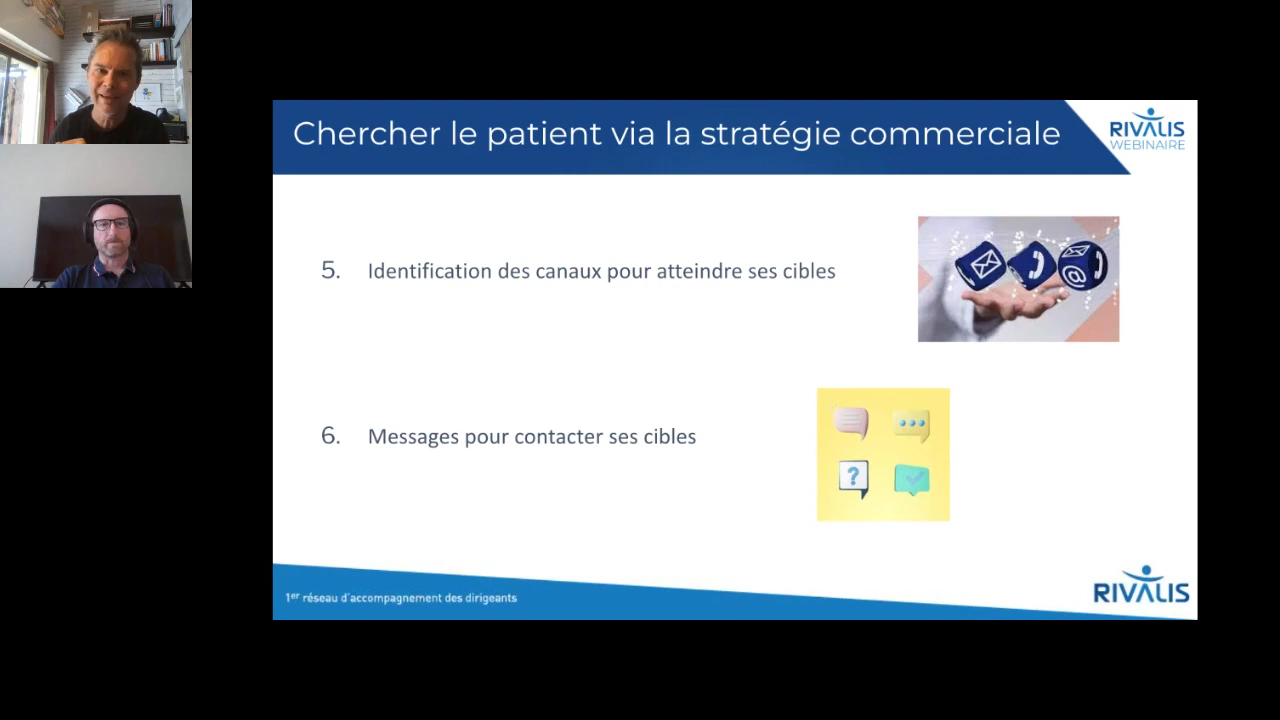 Chercher le patient via la stratégie commerciale
RIVALIS
WEBINAIRE
5. Identification des canaux pour atteindre ses cibles
@
6. Messages pour contacter ses cibles
?
1er réseau d'accompagnement des dirigeants
RIVALIS